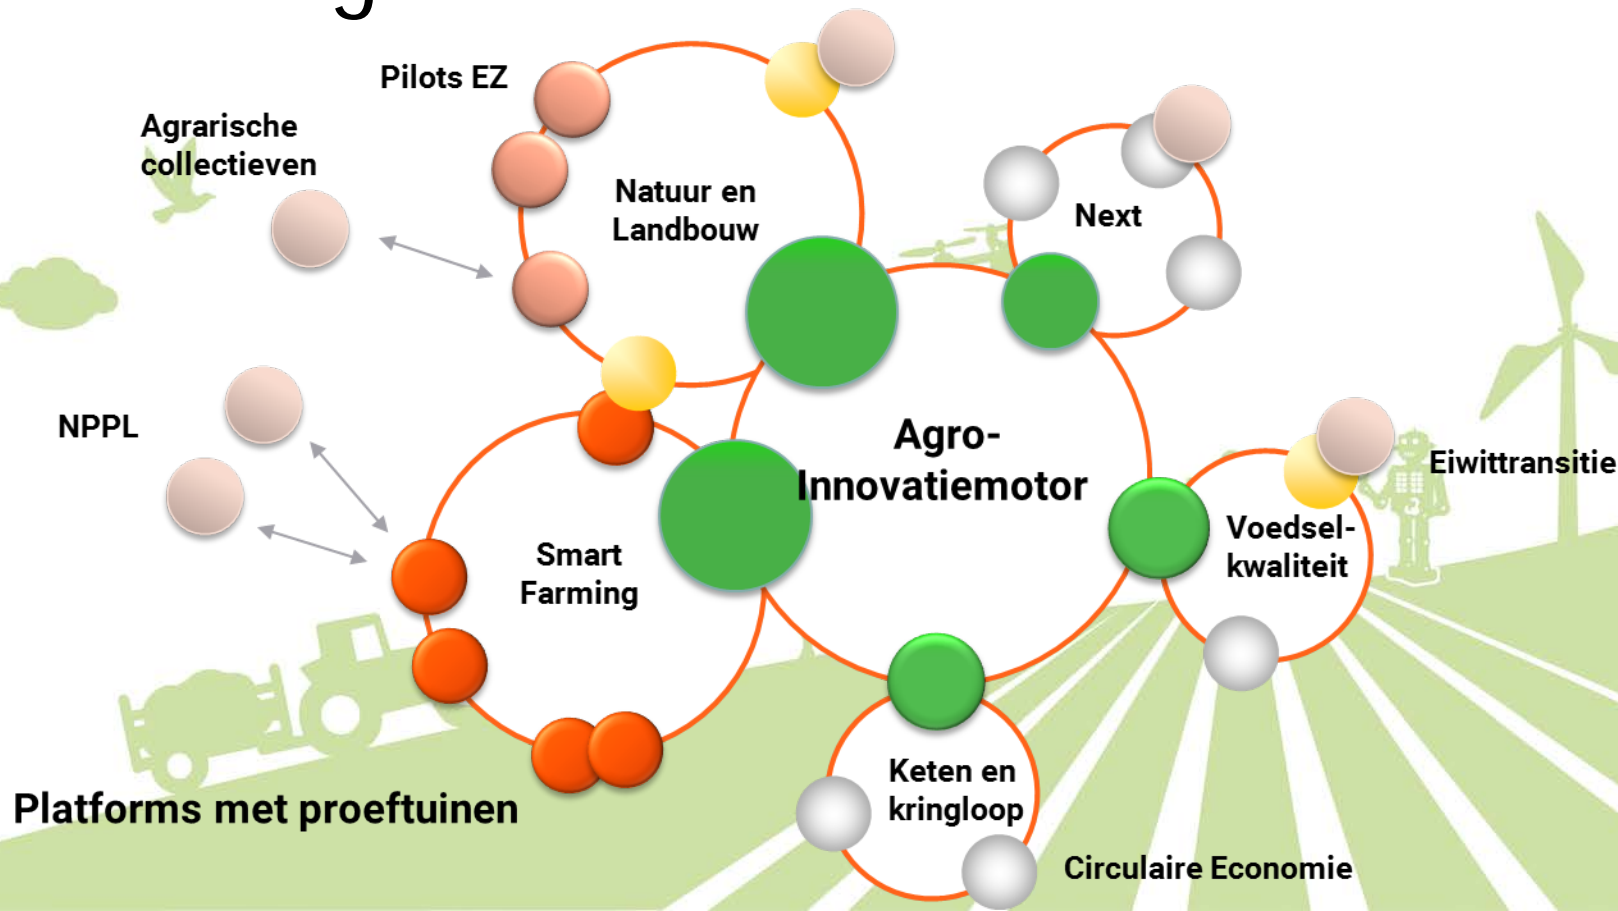 Pilots EZ
Agrarische
collectieven
Natuur en
Landbouw
Next
NPPL
Agro-
Innovatiemotor
Eiwittransitie
Voedsel-
kwaliteit
Smart
Farming
Platforms met proeftuinen
Keten en
kringloop
Circulaire Economie